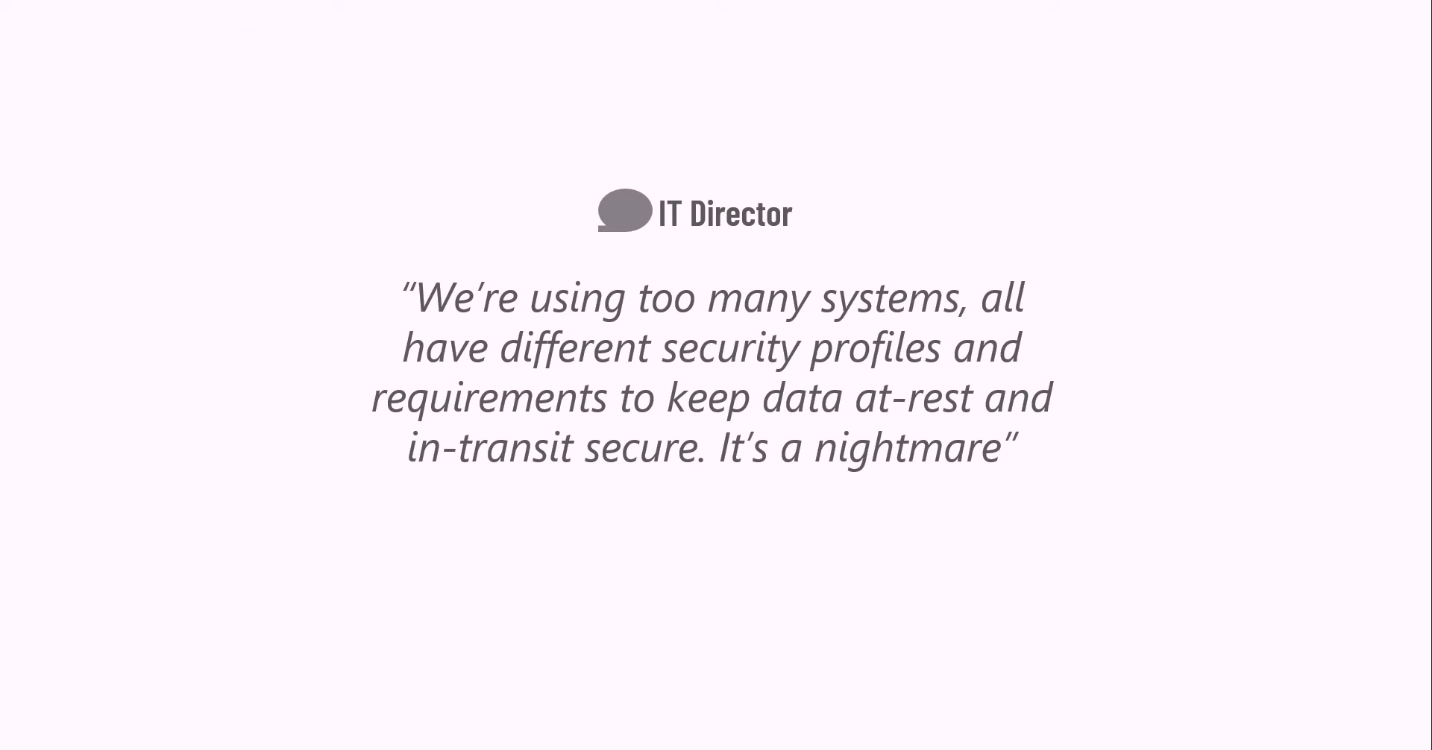 IT Director
“We’re using too many systems, all
have different security profiles and
requirements to keep data at-rest and
in-transit secure. It’s a nightmare”